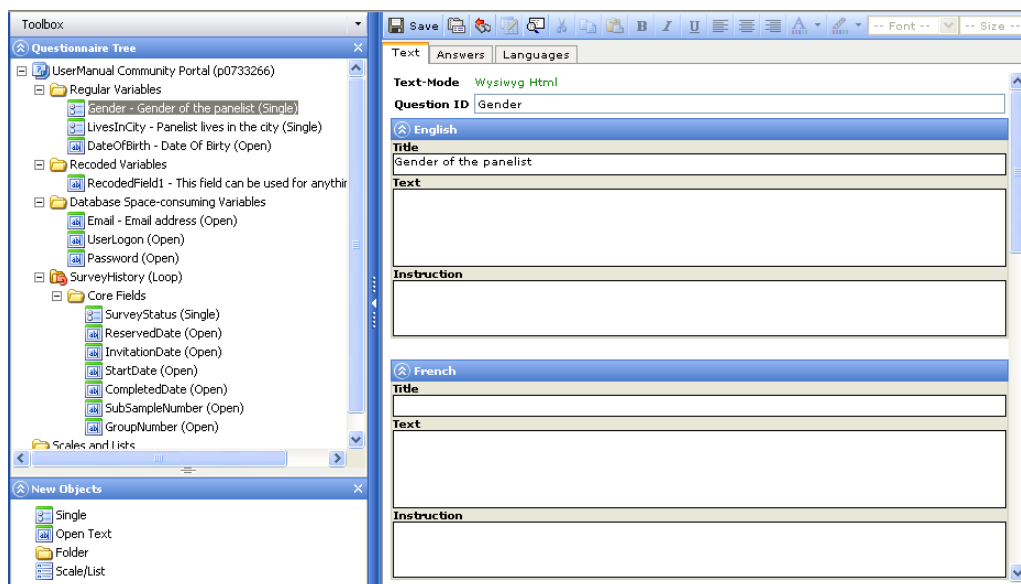 Toolbox
Questionnaire Tree
UserManual Community Portal (p0733266)
Regular Variables
Gender - Gender of the panelist (Single)
LivesInCity - Panelist lives in the city (Single)
DateOfBirth - Date Of Birty (Open)
Recoded Variables
RecodedField1 - This field can be used for anythir
Database Space-consuming Variables
Email - Email address (Open)
UserLogon (Open)
Password (Open)
SurveyHistory (Loop)
Core Fields
SurveyStatus (Single)
ReservedDate (Open)
InvitationDate (Open)
StartDate (Open)
CompletedDate (Open)
SubSampleNumber (Open)
GroupNumber (Open)
Scales and Lists
New Objects
Single
Open Text
Folder
Scale/List
Save B I U A -- Font -- -- Size --
Text Answers Languages
Text-Mode Wysiwyg Html
Question ID Gender
English
Title
Gender of the panelist
Text
Instruction
French
Title
Text
Instruction